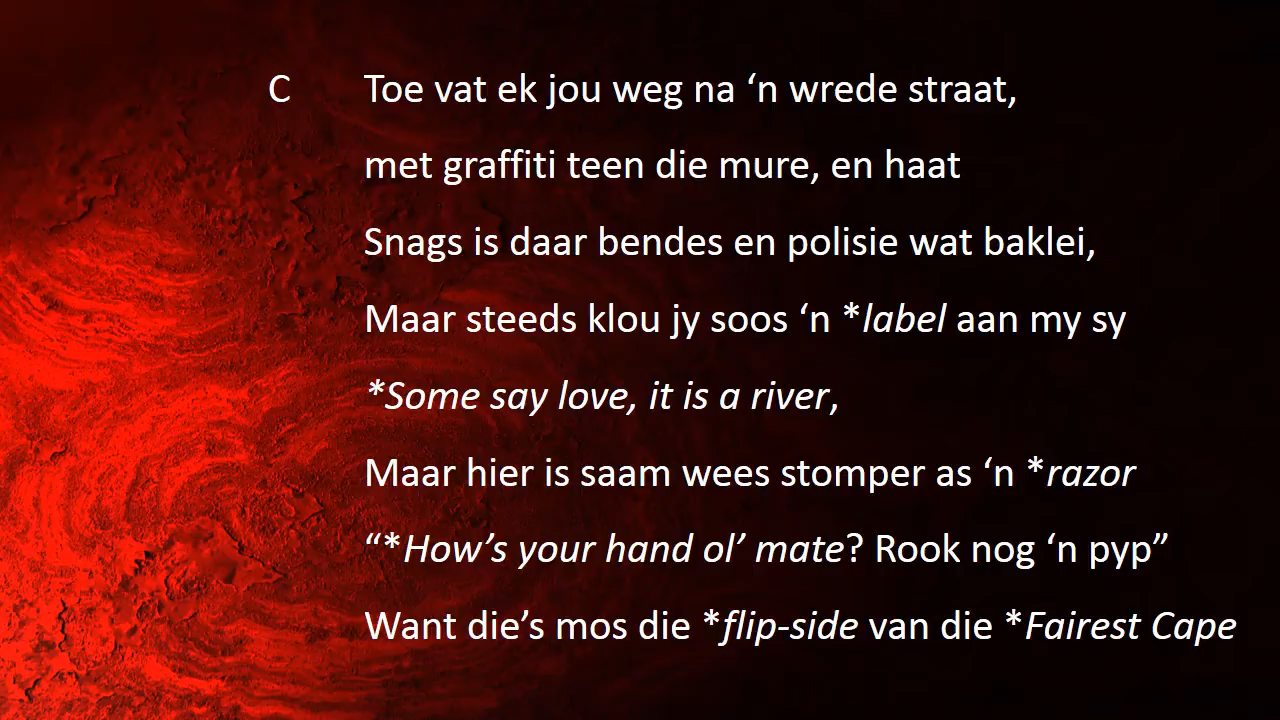 C Toe vat ek jou weg na ‘n wrede straat,
met graffiti teen die mure, en haat
Snags is daar bendes en polisie wat baklei,
Maar steeds klou jy soos ‘n *label aan my sy
*Some say love, it is a river,
Maar hier is saam wees stomper as ‘n *razor
“*How’s your hand ol’ mate? Rook nog ‘n pyp”
Want die’s mos die *flip-side van die *Fairest Cape